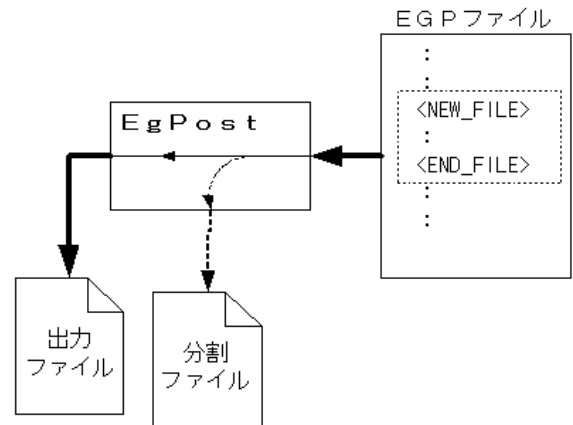 ＥＧＰファイル
：
：
<NEW_FILE>
：
<END_FILE>
：
：
ＥｇＰｏｓｔ
出力
ファイル
分割
ファイル